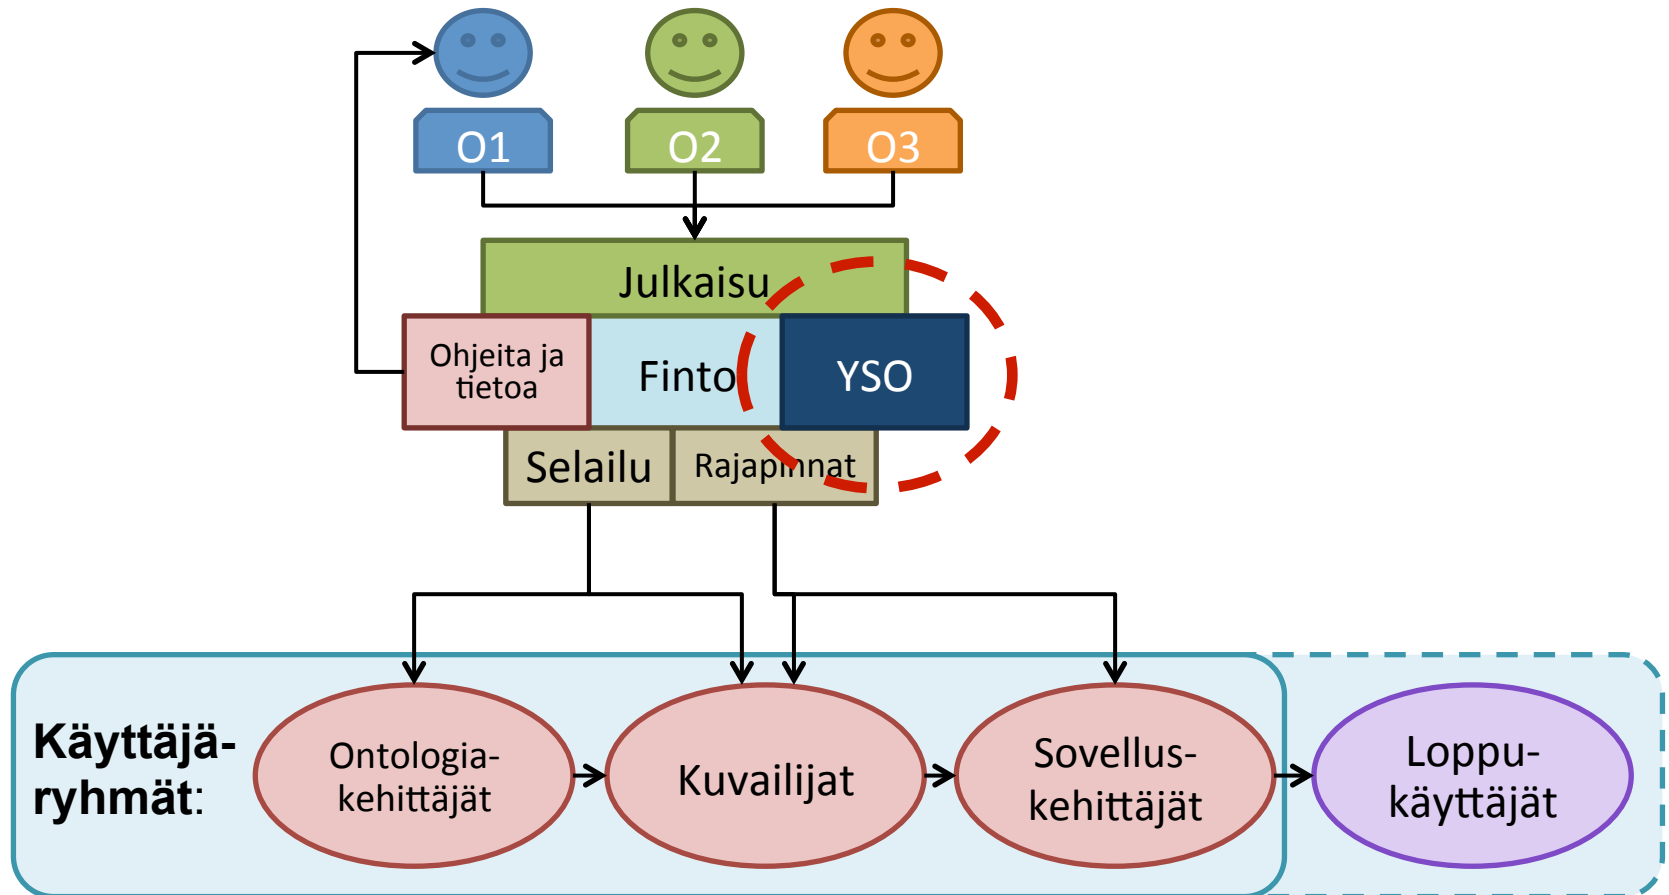 O1
O2
O3
Julkaisu
Ohjeita ja
tietoa
Finto
YSO
Selailu
Rajapinnat
Käyttäjä-
ryhmät:
Ontologia-
kehittäjät
Kuvailijat
Sovellus-
kehittäjät
Loppu-
käyttäjät